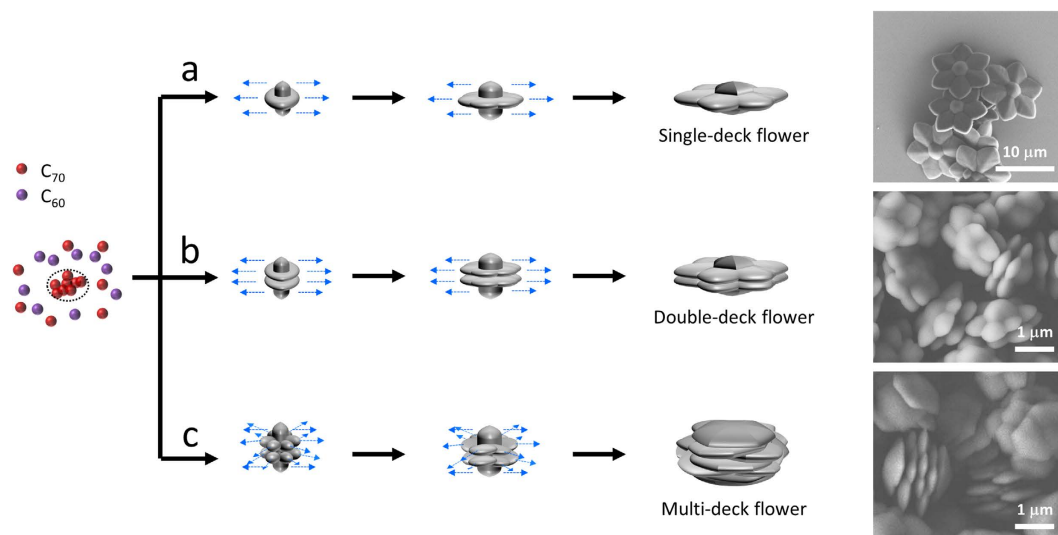 a
Single-deck flower
10 μm
C₇₀
C₆₀
b
Double-deck flower
1 μm
c
Multi-deck flower
1 μm